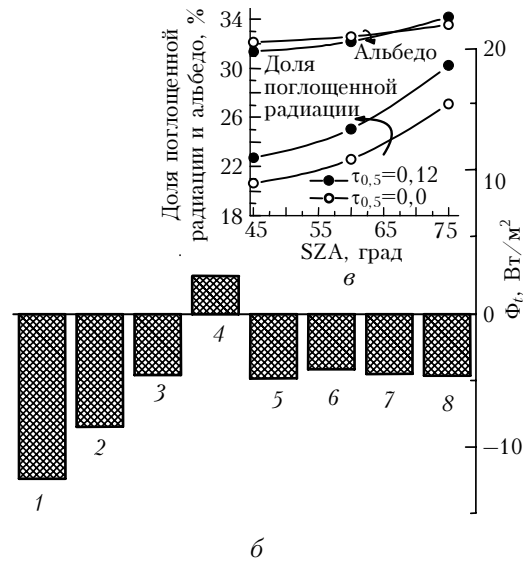 Доля поглощенной
радиации и альбедо, %
34
30
26
22
18
45
55
65
75
SZA, град
Альбедо
Доля
поглощенной
радиации
τ0,5=0,12
τ0,5=0,0
в
20
10
0
−10
Φt, Вт/м²
1
2
3
4
5
6
7
8
б